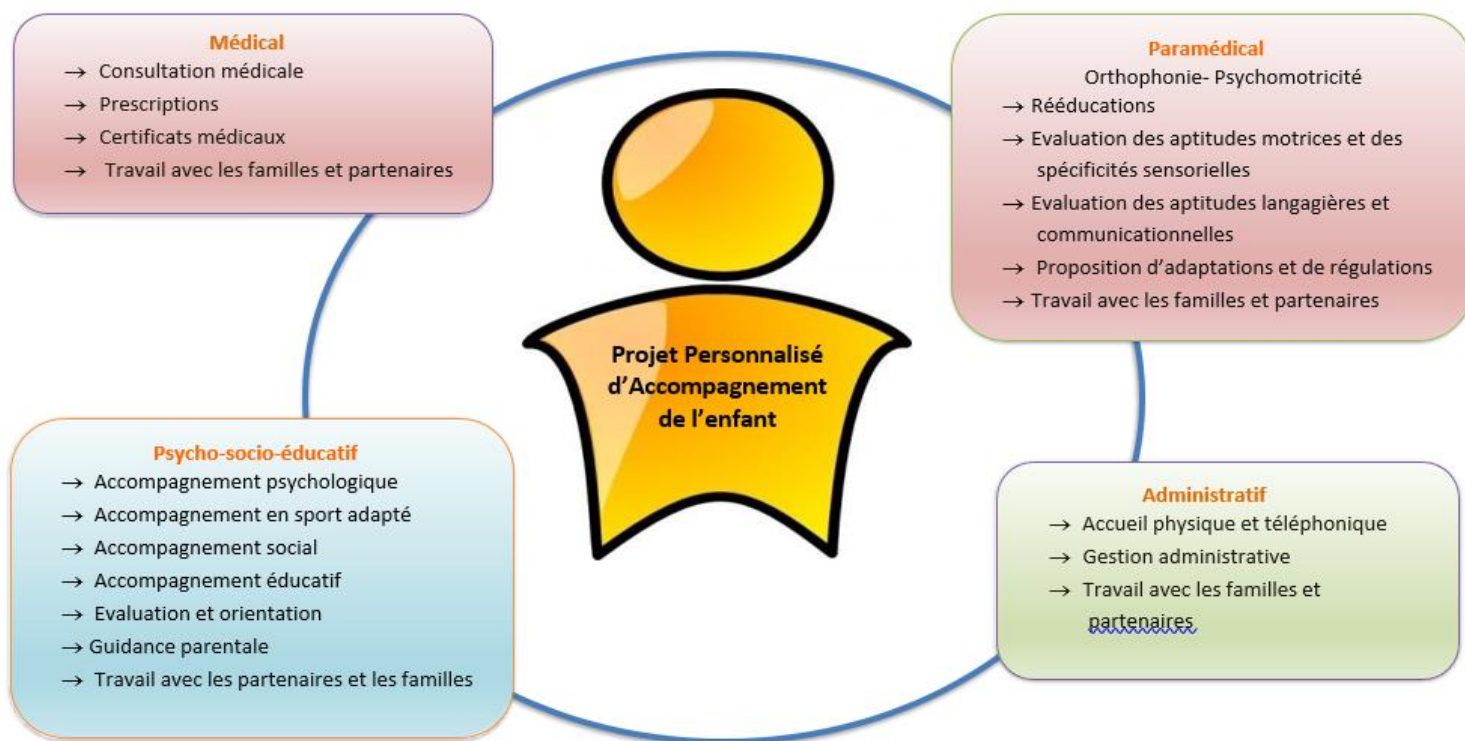 Médical
→ Consultation médicale
→ Prescriptions
→ Certificats médicaux
→ Travail avec les familles et partenaires
Paramédical
Orthophonie- Psychomotricité
→ Rééducations
→ Evaluation des aptitudes motrices et des
spécificités sensorielles
→ Evaluation des aptitudes langagières et
communicationnelles
→ Proposition d’adaptations et de régulations
→ Travail avec les familles et partenaires
Projet Personnalisé
d’Accompagnement
de l’enfant
Psycho-socio-éducatif
→ Accompagnement psychologique
→ Accompagnement en sport adapté
→ Accompagnement social
→ Accompagnement éducatif
→ Evaluation et orientation
→ Guidance parentale
→ Travail avec les partenaires et les familles
Administratif
→ Accueil physique et téléphonique
→ Gestion administrative
→ Travail avec les familles et
partenaires